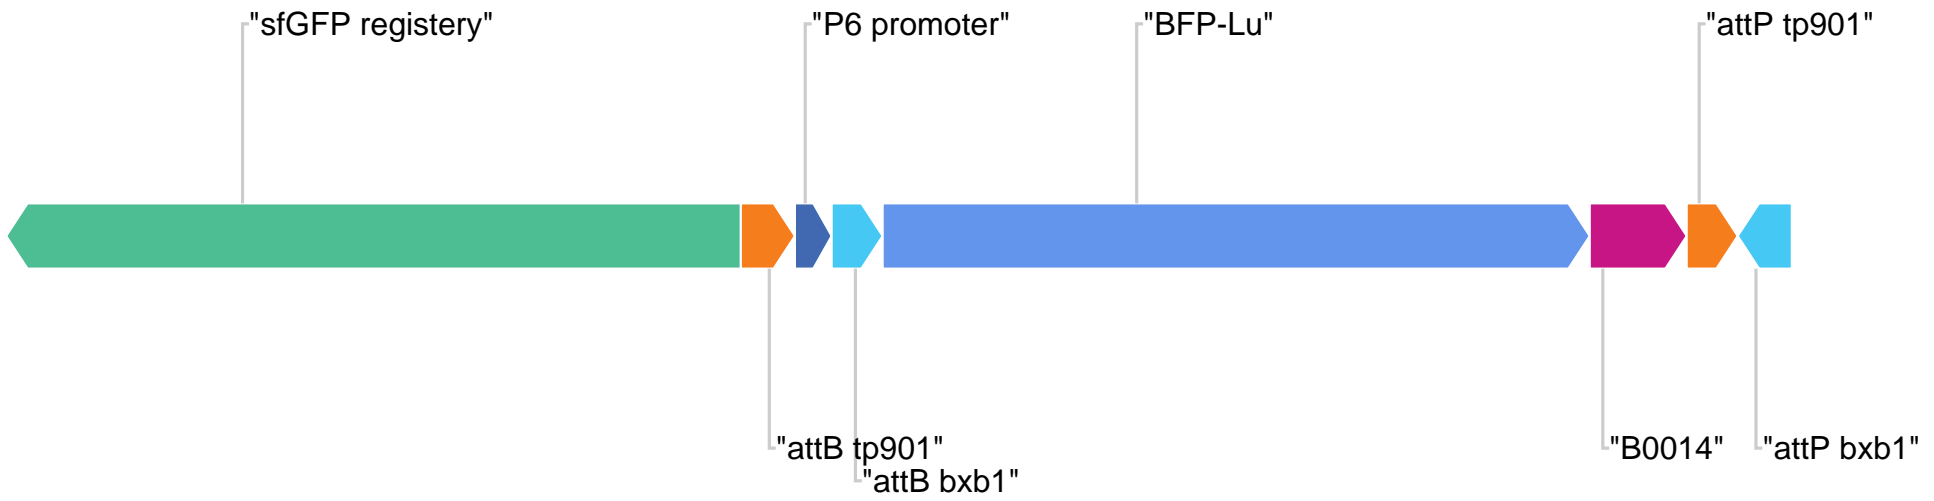 "sfGFP registery"
"P6 promoter"
"BFP-Lu"
"attP tp901"
"attB tp901"
"attB bxb1"
"B0014"
"attP bxb1"